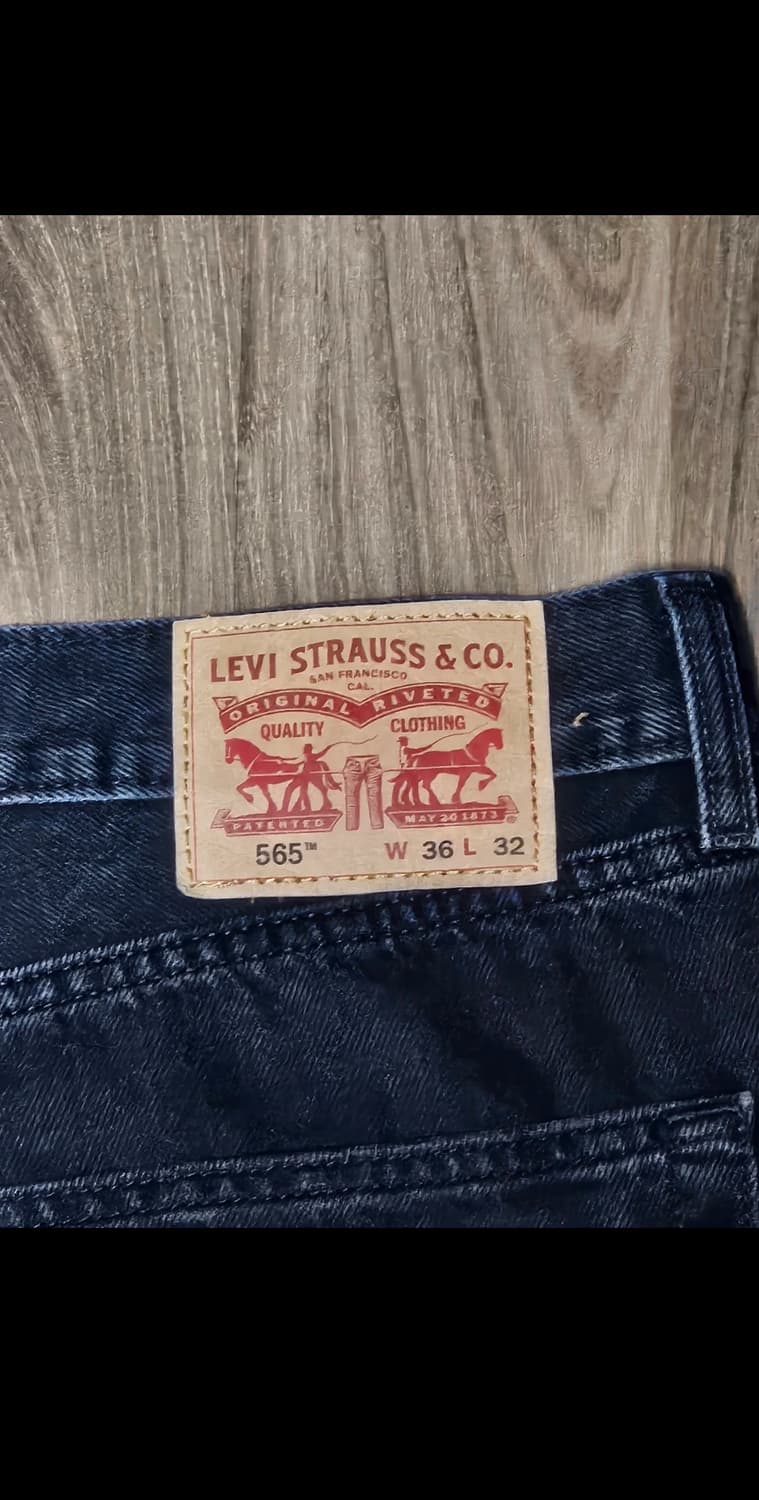 LEVI STRAUSS & CO.
SAN FRANCISCO
CAL.
ORIGINAL RIVETED
QUALITY CLOTHING
PATENTED MAY 20 1873 ®
565™ W 36 L 32